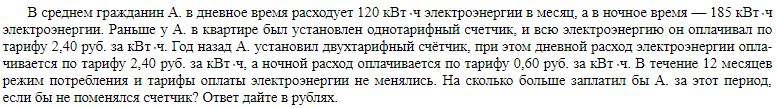 В среднем гражданин А. в дневное время расходует 120 кВт·ч электроэнергии в месяц, а в ночное время — 185 кВт·ч
электроэнергии. Раньше у А. в квартире был установлен однотарифный счетчик, и всю электроэнергию он оплачивал по
тарифу 2,40 руб. за кВт·ч. Год назад А. установил двухтарифный счётчик, при этом дневной расход электроэнергии опла-
чивается по тарифу 2,40 руб. за кВт·ч, а ночной расход оплачивается по тарифу 0,60 руб. за кВт·ч. В течение 12 месяцев
режим потребления и тарифы оплаты электроэнергии не менялись. На сколько больше заплатил бы А. за этот период,
если бы не поменялся счетчик? Ответ дайте в рублях.